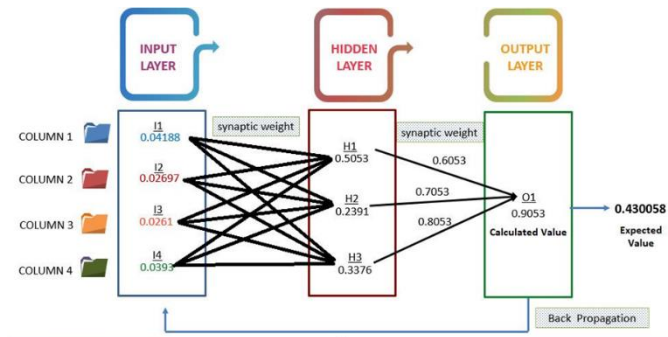 INPUT
LAYER
HIDDEN
LAYER
OUTPUT
LAYER
synaptic weight
synaptic weight
COLUMN 1
COLUMN 2
COLUMN 3
COLUMN 4
I1
0.04188
I2
0.02697
I3
0.0261
I4
0.0393
H1
0.5053
H2
0.2391
H3
0.3376
0.6053
0.7053
0.8053
O1
0.9053
Calculated Value
0.430058
Expected
Value
Back Propagation